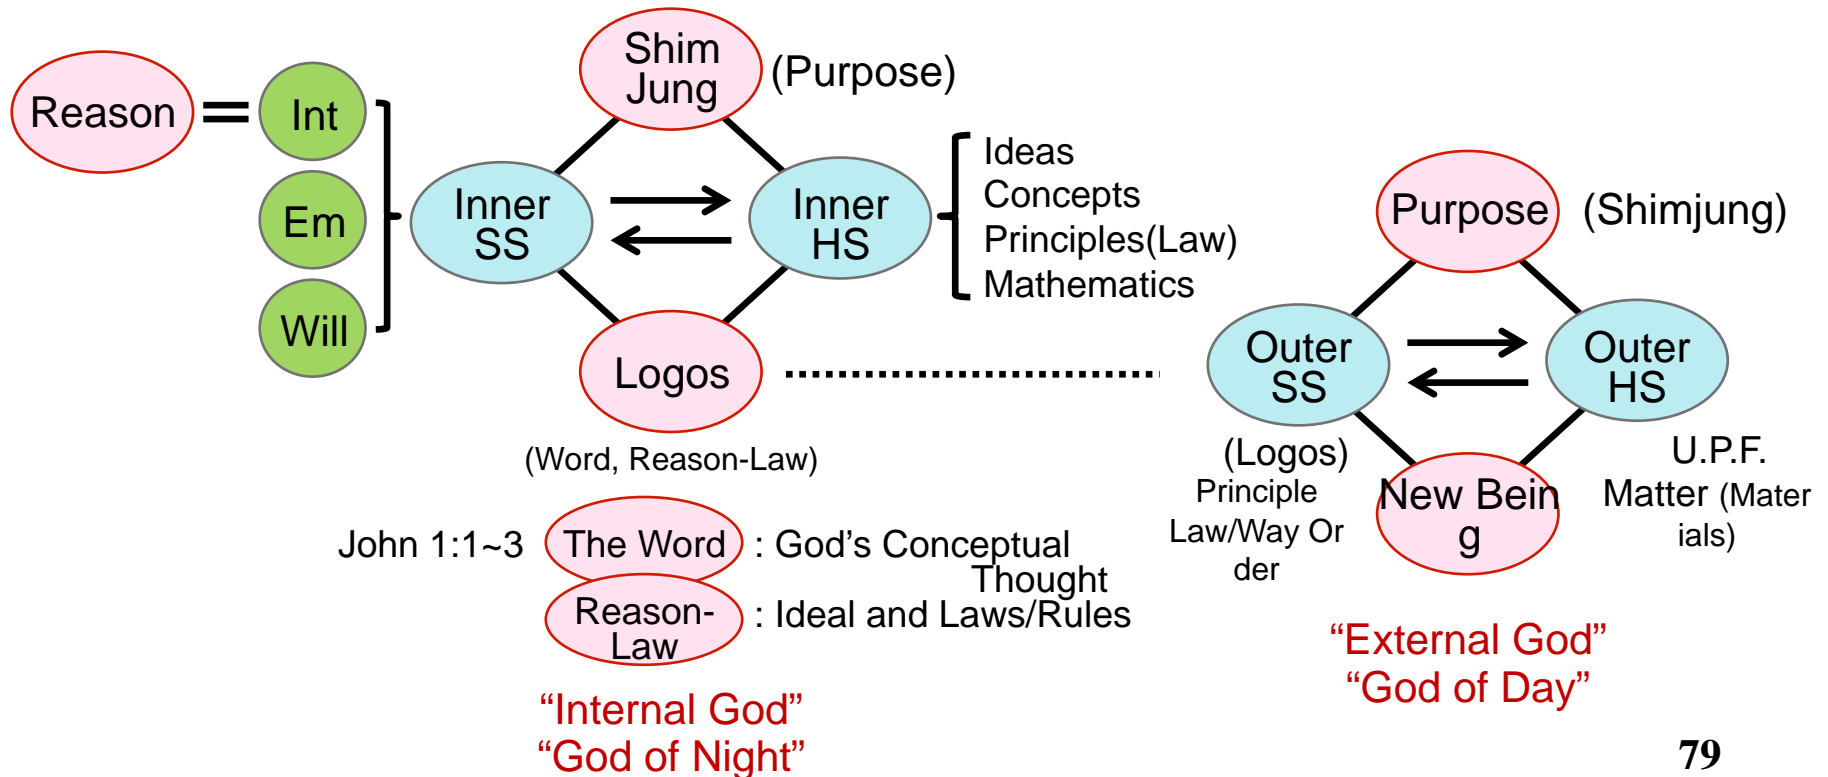 Reason
=
Int
Em
Will
Shim
Jung
(Purpose)
Inner
SS
Inner
HS
Ideas
Concepts
Principles(Law)
Mathematics
Logos
(Word, Reason-Law)
John 1:1~3
The Word
: God’s Conceptual
Thought
Reason-
Law
: Ideal and Laws/Rules
“Internal God”
“God of Night”
Purpose
(Shimjung)
Outer
SS
Outer
HS
(Logos)
Principle
Law/Way Or
der
New Bein
g
U.P.F.
Matter (Mater
ials)
“External God”
“God of Day”
79